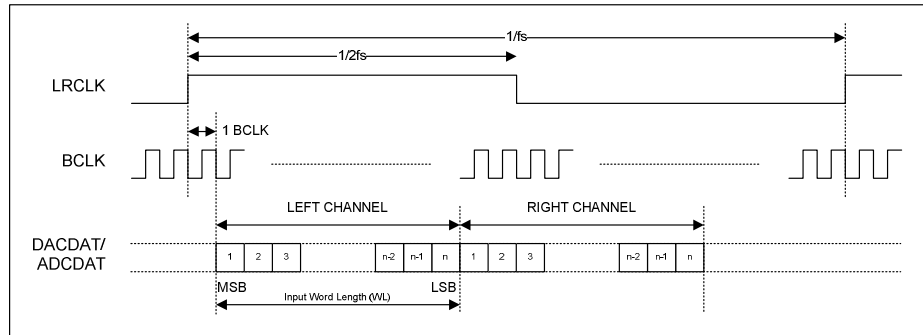 1/fs
1/2fs
LRCLK
1 BCLK
BCLK
LEFT CHANNEL
RIGHT CHANNEL
DACDAT/
ADCDAT
1 2 3 n-2 n-1 n 1 2 3 n-2 n-1 n
MSB LSB
Input Word Length (WL)